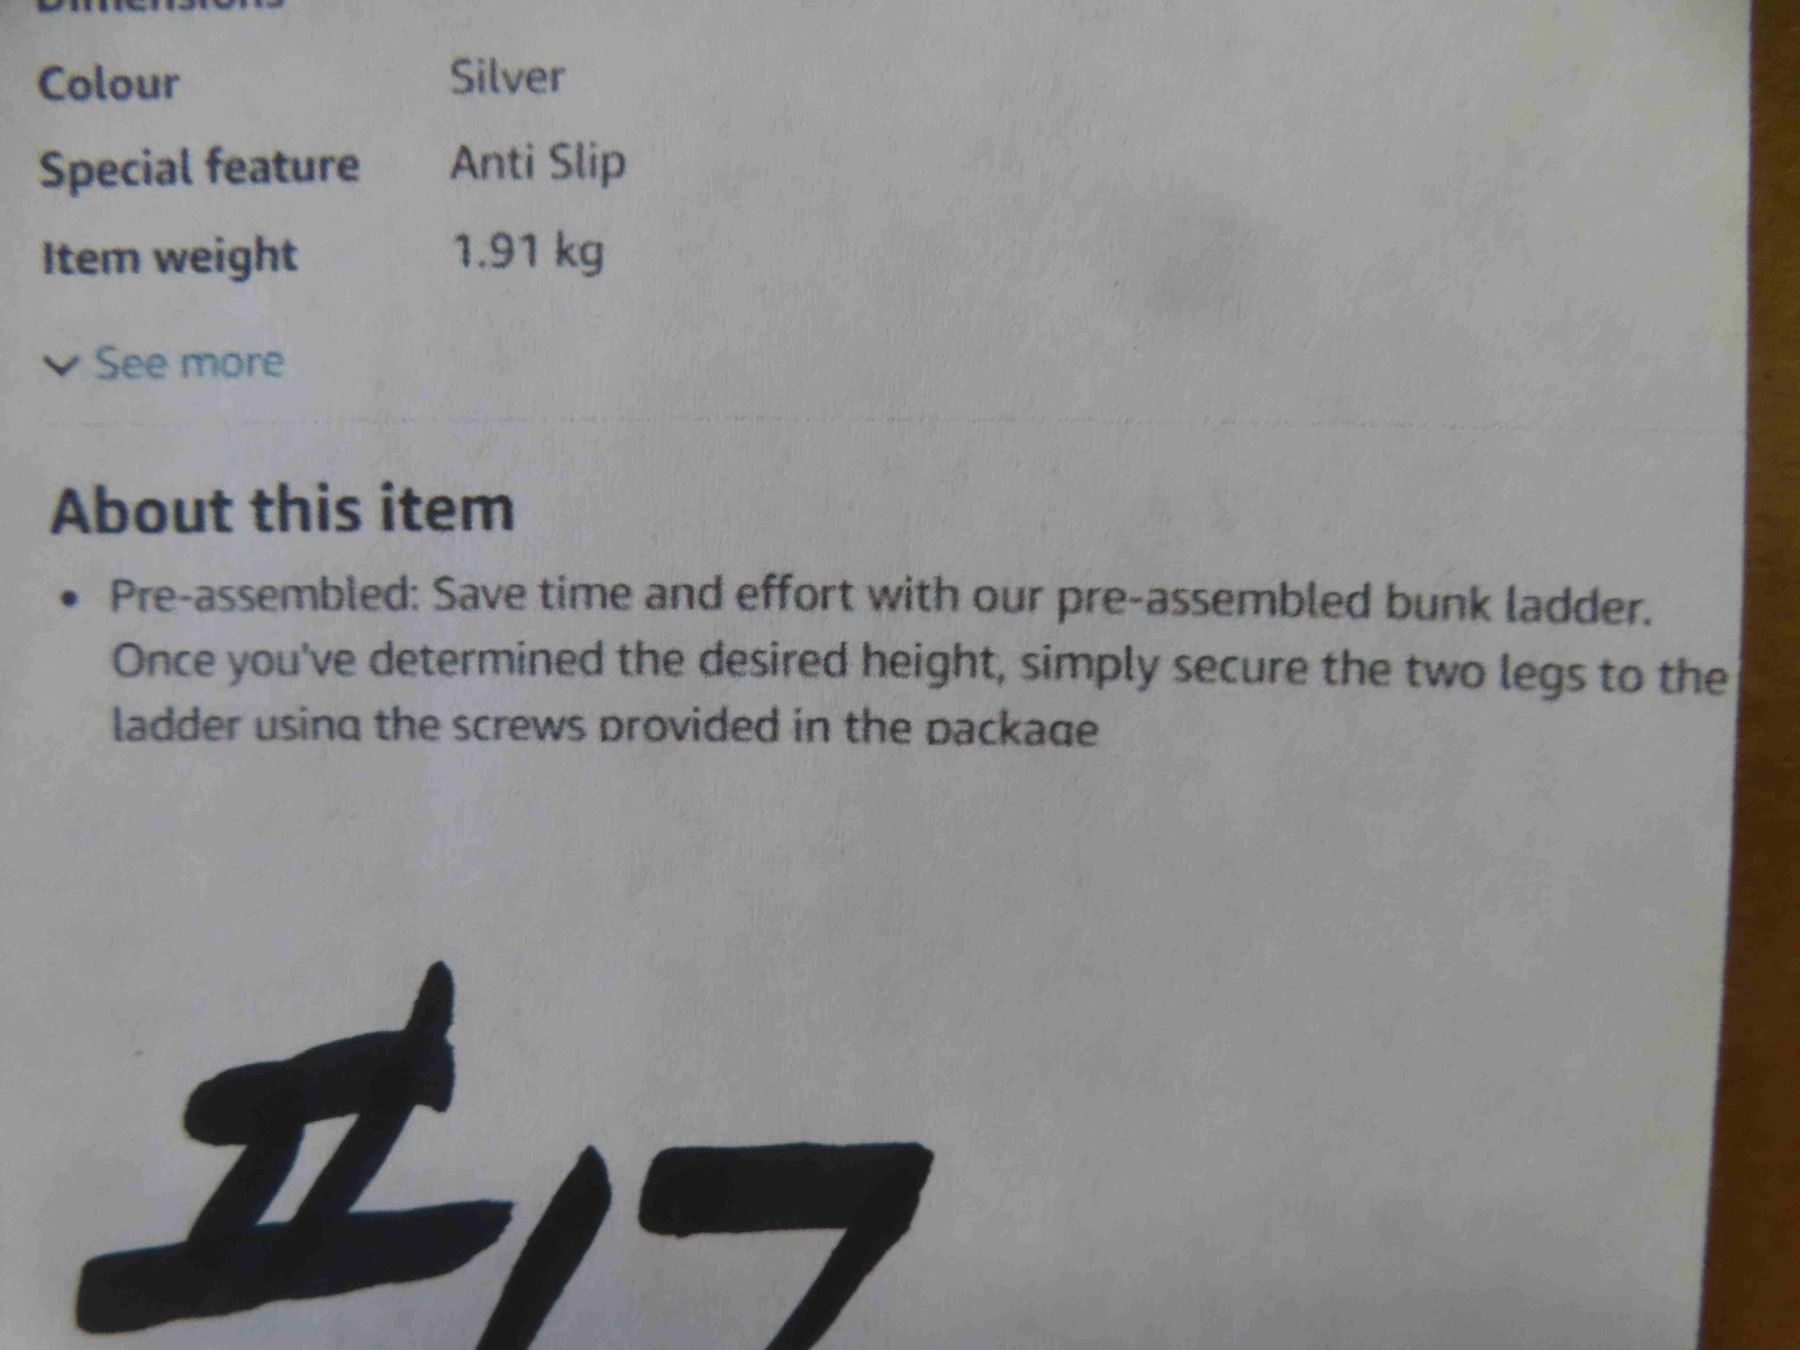 Dimensions
Colour Silver
Special feature Anti Slip
Item weight 1.91 kg
See more
About this item
• Pre-assembled: Save time and effort with our pre-assembled bunk ladder.
Once you've determined the desired height, simply secure the two legs to the
ladder using the screws provided in the package
#17